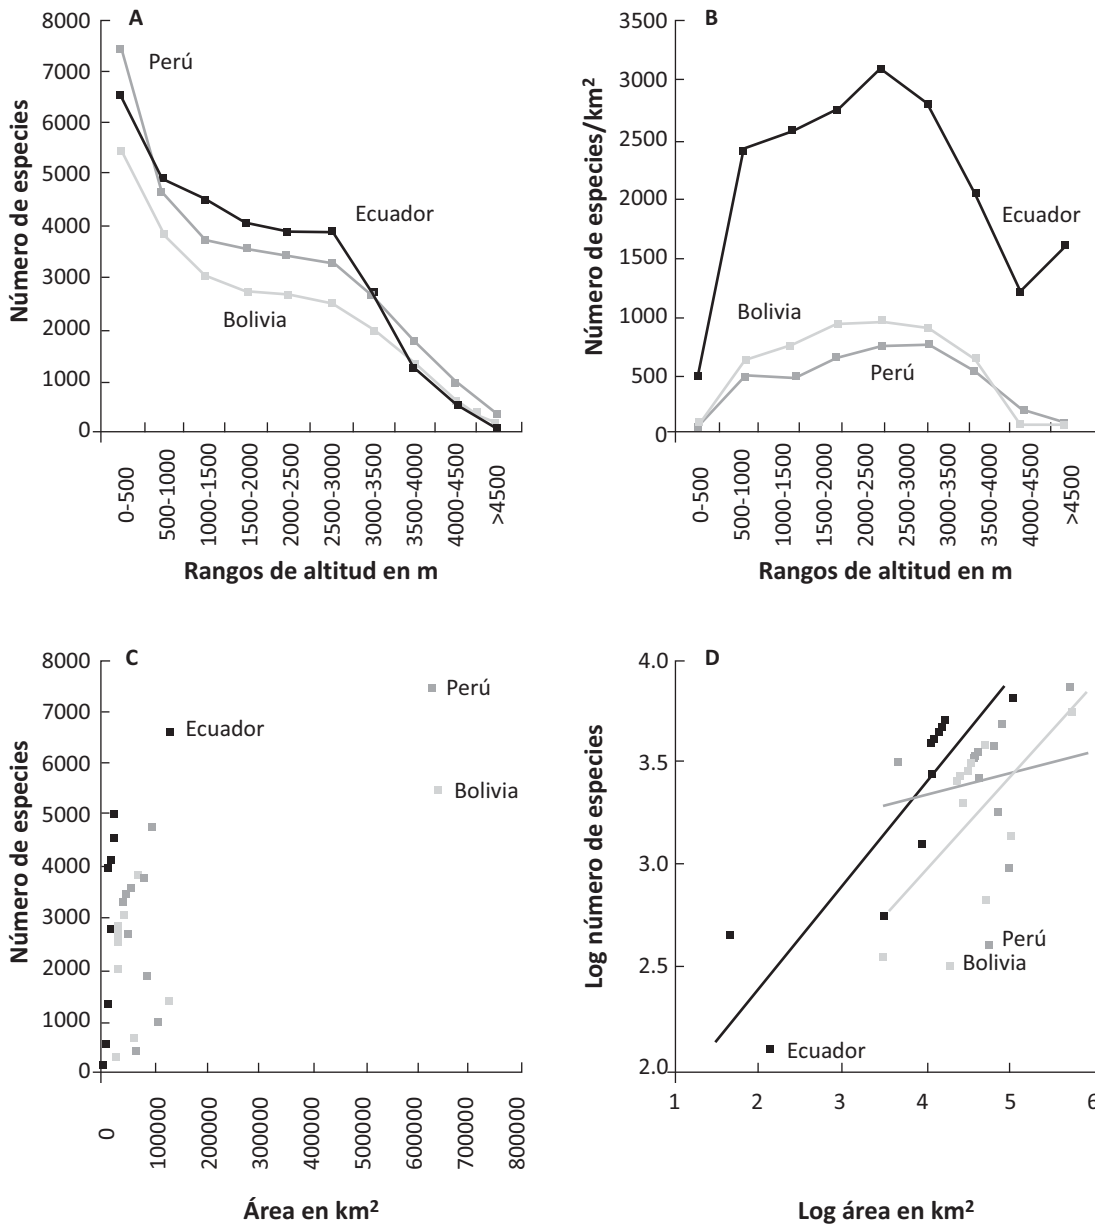 A
8000
7000
6000
5000
4000
3000
2000
1000
0
Número de especies
Perú
Ecuador
Bolivia
0-500
500-1000
1000-1500
1500-2000
2000-2500
2500-3000
3000-3500
3500-4000
4000-4500
>4500
Rangos de altitud en m
B
3500
3000
2500
2000
1500
1000
500
0
Número de especies/km²
Ecuador
Bolivia
Perú
0-500
500-1000
1000-1500
1500-2000
2000-2500
2500-3000
3000-3500
3500-4000
4000-4500
>4500
Rangos de altitud en m
C
8000
7000
6000
5000
4000
3000
2000
1000
0
Número de especies
Perú
Ecuador
Bolivia
0
100000
200000
300000
400000
500000
600000
700000
800000
Área en km²
D
4.0
3.5
3.0
2.5
2.0
Log número de especies
Perú
Bolivia
Ecuador
1
2
3
4
5
6
Log área en km²